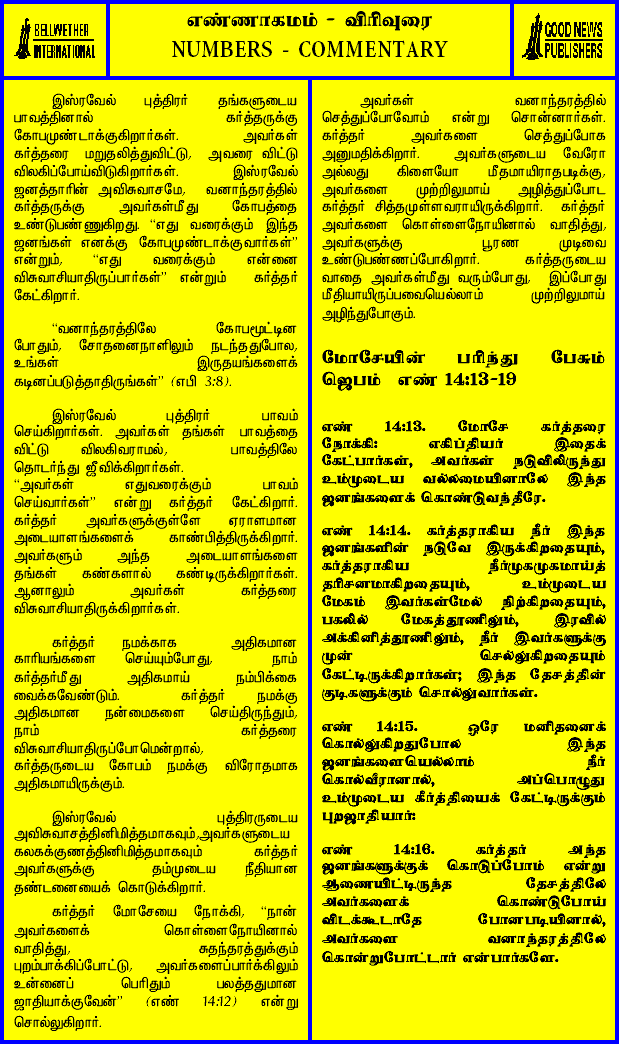 BELLWETHER
INTERNATIONAL
எண்ணாகமம் - விரிவுரை
NUMBERS - COMMENTARY
GOOD NEWS
PUBLISHERS
இஸ்ரவேல் புத்திரர் தங்களுடைய
பாவத்தினால் கர்த்தருக்கு
கோபமுண்டாக்குகிறார்கள். அவர்கள்
கர்த்தரை மறுதலித்துவிட்டு, அவரை விட்டு
விலகிப்போய்விடுகிறார்கள். இஸ்ரவேல்
ஜனத்தாரின் அவிசுவாசமே, வனாந்தரத்தில்
கர்த்தருக்கு அவர்கள்மீது கோபத்தை
உண்டுபண்ணுகிறது. “எது வரைக்கும் இந்த
ஜனங்கள் எனக்கு கோபமுண்டாக்குவார்கள்”
என்றும், “எது வரைக்கும் என்னை
விசுவாசியாதிருப்பார்கள்” என்றும் கர்த்தர்
கேட்கிறார்.
“வனாந்தரத்திலே கோபமூட்டின
போதும், சோதனைநாளிலும் நடந்ததுபோல,
உங்கள் இருதயங்களைக்
கடினப்படுத்தாதிருங்கள்” (எபி 3:8).
இஸ்ரவேல் புத்திரர் பாவம்
செய்கிறார்கள். அவர்கள் தங்கள் பாவத்தை
விட்டு விலகிவராமல், பாவத்திலே
தொடர்ந்து ஜீவிக்கிறார்கள்.
“அவர்கள் எதுவரைக்கும் பாவம்
செய்வார்கள்” என்று கர்த்தர் கேட்கிறார்.
கர்த்தர் அவர்களுக்குள்ளே ஏராளமான
அடையாளங்களைக் காண்பித்திருக்கிறார்.
அவர்களும் அந்த அடையாளங்களை
தங்கள் கண்களால் கண்டிருக்கிறார்கள்.
ஆனாலும் அவர்கள் கர்த்தரை
விசுவாசியாதிருக்கிறார்கள்.
கர்த்தர் நமக்காக அதிகமான
காரியங்களை செய்யும்போது, நாம்
கர்த்தர்மீது அதிகமாய் நம்பிக்கை
வைக்கவேண்டும். கர்த்தர் நமக்கு
அதிகமான நன்மைகளை செய்திருந்தும்,
நாம் கர்த்தரை
விசுவாசியாதிருப்போமென்றால்,
கர்த்தருடைய கோபம் நமக்கு விரோதமாக
அதிகமாயிருக்கும்.
இஸ்ரவேல் புத்திரருடைய
அவிசுவாசத்தினிமித்தமாகவும்,அவர்களுடைய
கலகக்குணத்தினிமித்தமாகவும் கர்த்தர்
அவர்களுக்கு தம்முடைய நீதியான
தண்டனையைக் கொடுக்கிறார்.
கர்த்தர் மோசேயை நோக்கி, “நான்
அவர்களைக் கொள்ளைநோயினால்
வாதித்து, சுதந்தரத்துக்கும்
புறம்பாக்கிப்போட்டு, அவர்களைப்பார்க்கிலும்
உன்னைப் பெரிதும் பலத்ததுமான
ஜாதியாக்குவேன்” (எண் 14:12) என்று
சொல்லுகிறார்.
அவர்கள் வனாந்தரத்தில்
செத்துப்போவோம் என்று சொன்னார்கள்.
கர்த்தர் அவர்களை செத்துப்போக
அனுமதிக்கிறார். அவர்களுடைய வேரோ
அல்லது கிளையோ மீதமாயிராதபடிக்கு,
அவர்களை முற்றிலுமாய் அழித்துப்போட
கர்த்தர் சித்தமுள்ளவராயிருக்கிறார். கர்த்தர்
அவர்களை கொள்ளைநோயினால் வாதித்து,
அவர்களுக்கு பூரண முடிவை
உண்டுபண்ணப்போகிறார். கர்த்தருடைய
வாதை அவர்கள்மீது வரும்போது, இப்போது
மீதியாயிருப்பவையெல்லாம் முற்றிலுமாய்
அழிந்துபோகும்.
மோசேயின் பரிந்து பேசும்
ஜெபம் எண் 14:13-19
எண் 14:13. மோசே கர்த்தரை
நோக்கி: எகிப்தியர் இதைக்
கேட்பார்கள், அவர்கள் நடுவிலிருந்து
உம்முடைய வல்லமையினாலே இந்த
ஜனங்களைக் கொண்டுவந்தீரே.
எண் 14:14. கர்த்தராகிய நீர் இந்த
ஜனங்களின் நடுவே இருக்கிறதையும்,
கர்த்தராகிய நீர்முகமுகமாய்த்
தரிசனமாகிறதையும், உம்முடைய
மேகம் இவர்கள்மேல் நிற்கிறதையும்,
பகலில் மேகத்தூணிலும், இரவில்
அக்கினித்தூணிலும், நீர் இவர்களுக்கு
முன் செல்லுகிறதையும்
கேட்டிருக்கிறார்கள்; இந்த தேசத்தின்
குடிகளுக்கும் சொல்லுவார்கள்.
எண் 14:15. ஒரே மனிதனைக்
கொல்லுகிறதுபோல இந்த
ஜனங்களையெல்லாம் நீர்
கொல்வீரானால், அப்பொழுது
உம்முடைய கீர்த்தியைக் கேட்டிருக்கும்
புறஜாதியார்:
எண் 14:16. கர்த்தர் அந்த
ஜனங்களுக்குக் கொடுப்போம் என்று
ஆணையிட்டிருந்த தேசத்திலே
அவர்களைக் கொண்டுபோய்
விடக்கூடாதே போனபடியினால்,
அவர்களை வனாந்தரத்திலே
கொன்றுபோட்டார் என்பார்களே.